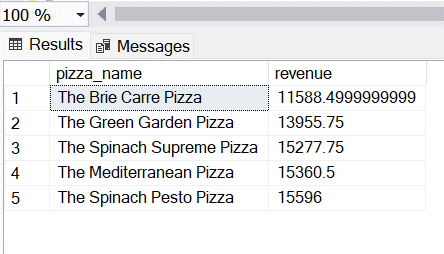 100 %
Results Messages
pizza_name revenue
1 The Brie Carre Pizza 11588.4999999999
2 The Green Garden Pizza 13955.75
3 The Spinach Supreme Pizza 15277.75
4 The Mediterranean Pizza 15360.5
5 The Spinach Pesto Pizza 15596